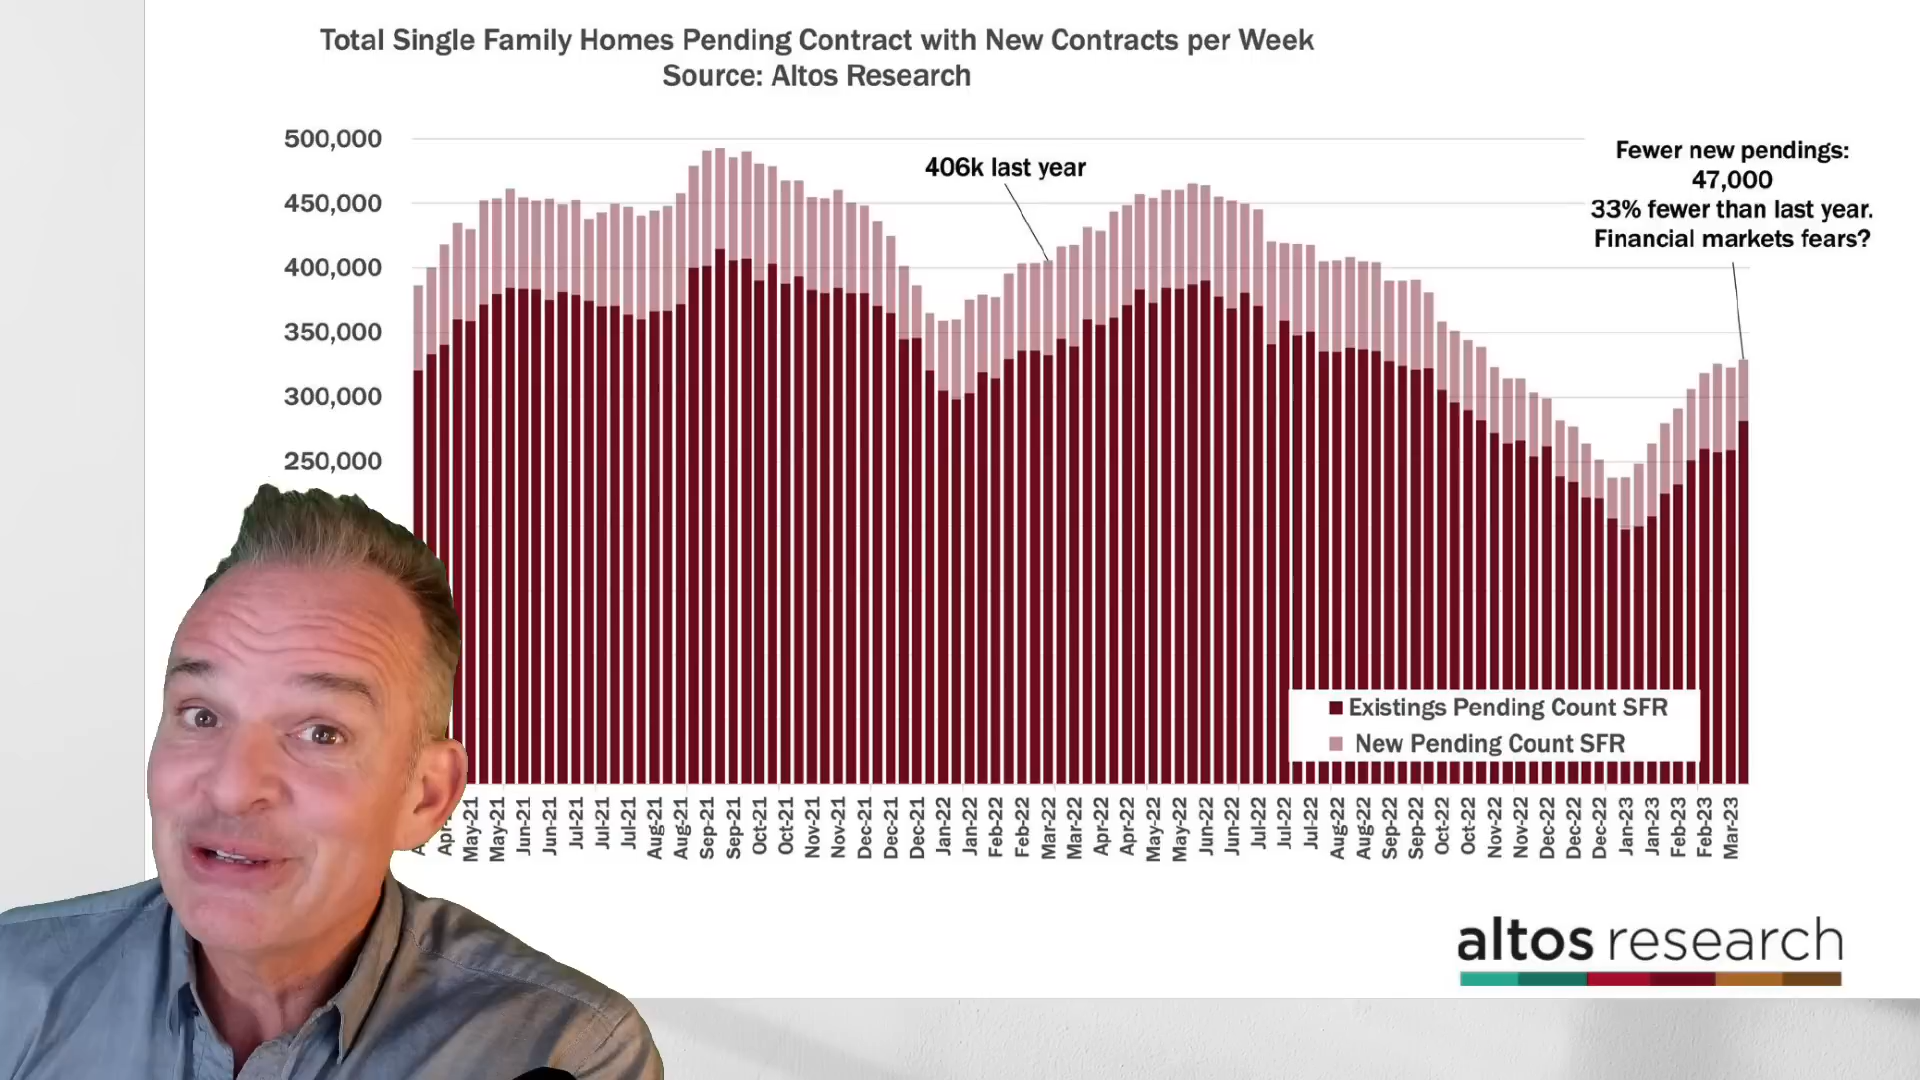 Total Single Family Homes Pending Contract with New Contracts per Week
Source: Altos Research
500,000
450,000
400,000
350,000
300,000
250,000
406k last year
Fewer new pendings:
47,000
33% fewer than last year.
Financial markets fears?
Existings Pending Count SFR
New Pending Count SFR
May-21
May-21
Jun-21
Jun-21
Jul-21
Jul-21
Jul-21
Aug-21
Aug-21
Sep-21
Sep-21
Oct-21
Oct-21
Nov-21
Nov-21
Dec-21
Dec-21
Dec-21
Jan-22
Jan-22
Feb-22
Feb-22
Mar-22
Mar-22
Apr-22
Apr-22
May-22
May-22
Jun-22
Jun-22
Jul-22
Jul-22
Jul-22
Aug-22
Aug-22
Sep-22
Sep-22
Oct-22
Oct-22
Nov-22
Nov-22
Dec-22
Dec-22
Dec-22
Jan-23
Jan-23
Feb-23
Feb-23
Mar-23
altos research